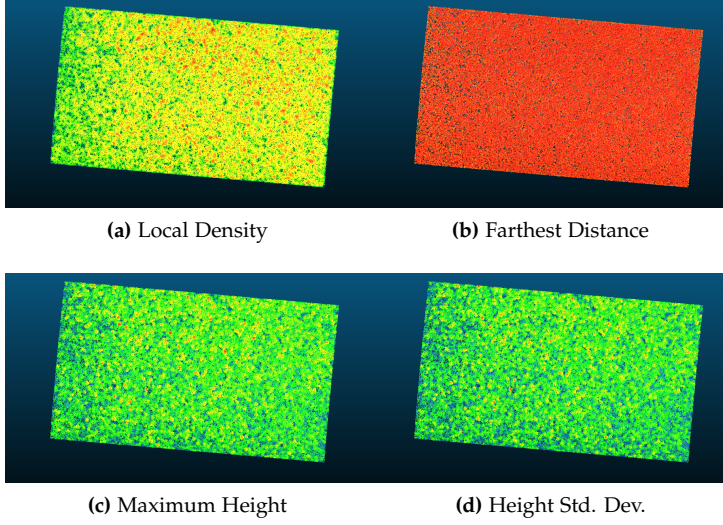 (a) Local Density
(b) Farthest Distance
(c) Maximum Height
(d) Height Std. Dev.